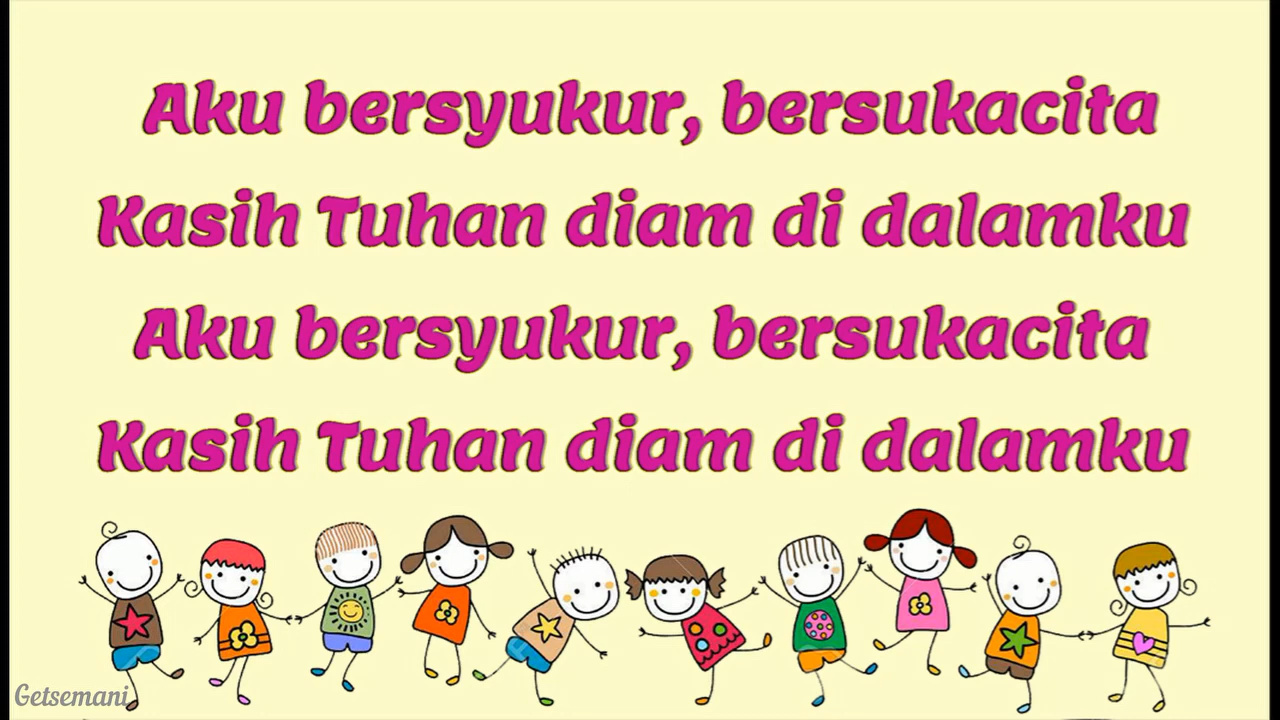 Aku bersyukur, bersukacita
Kasih Tuhan diam di dalamku
Aku bersyukur, bersukacita
Kasih Tuhan diam di dalamku
Getsemani